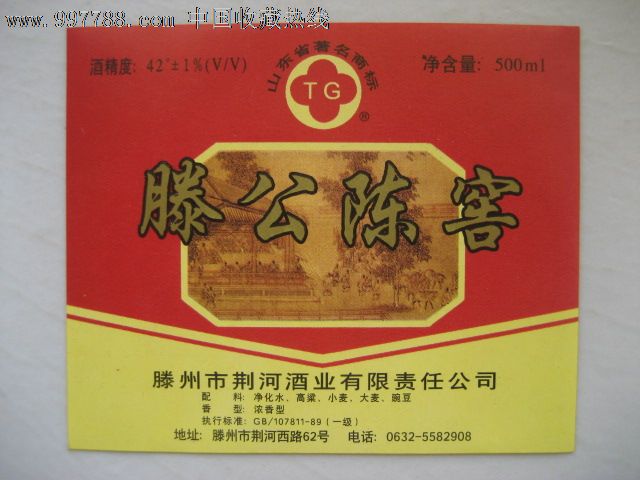 www.997788.com 中国收藏热线
酒精度: 42°±1%(V/V)
山东省著名商标
净含量: 500ml
TG
®
滕公陈窖
滕州市荆河酒业有限责任公司
配 料: 净化水、高粱、小麦、大麦、豌豆
香 型: 浓香型
执行标准: GB/107811-89 (一级)
地址: 滕州市荆河西路62号 电话: 0632-5582908